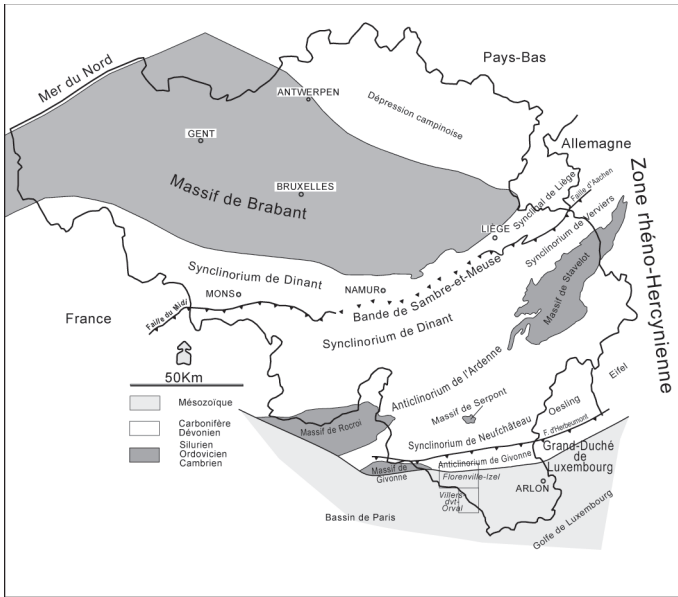 Pays-Bas
Mer du Nord
ANTWERPEN
Dépression campinoise
GENT
Allemagne
Massif de Brabant
BRUXELLES
Zone rhéno-Hercynienne
Faille d'Aachen
Synclinal de Liège
LIÈGE
Synclinorium de Verviers
Synclinorium de Dinant
NAMUR
MONS
Bande de Sambre-et-Meuse
Massif de Stavelot
France
Faille du Midi
Synclinorium de Dinant
50Km
Anticlinorium de l'Ardenne
Eifel
Mésozoïque
Carbonifère
Dévonien
Silurien
Ordovicien
Cambrien
Massif de Serpont
Oesling
Massif de Rocroi
Synclinorium de Neufchâteau
F. d'Herbeumont
Grand-Duché
de
Luxembourg
Anticlinorium de Givonne
Massif de
Givonne
Florenville-Izel
ARLON
Villers
dvt-
Orval
Bassin de Paris
Golfe de Luxembourg